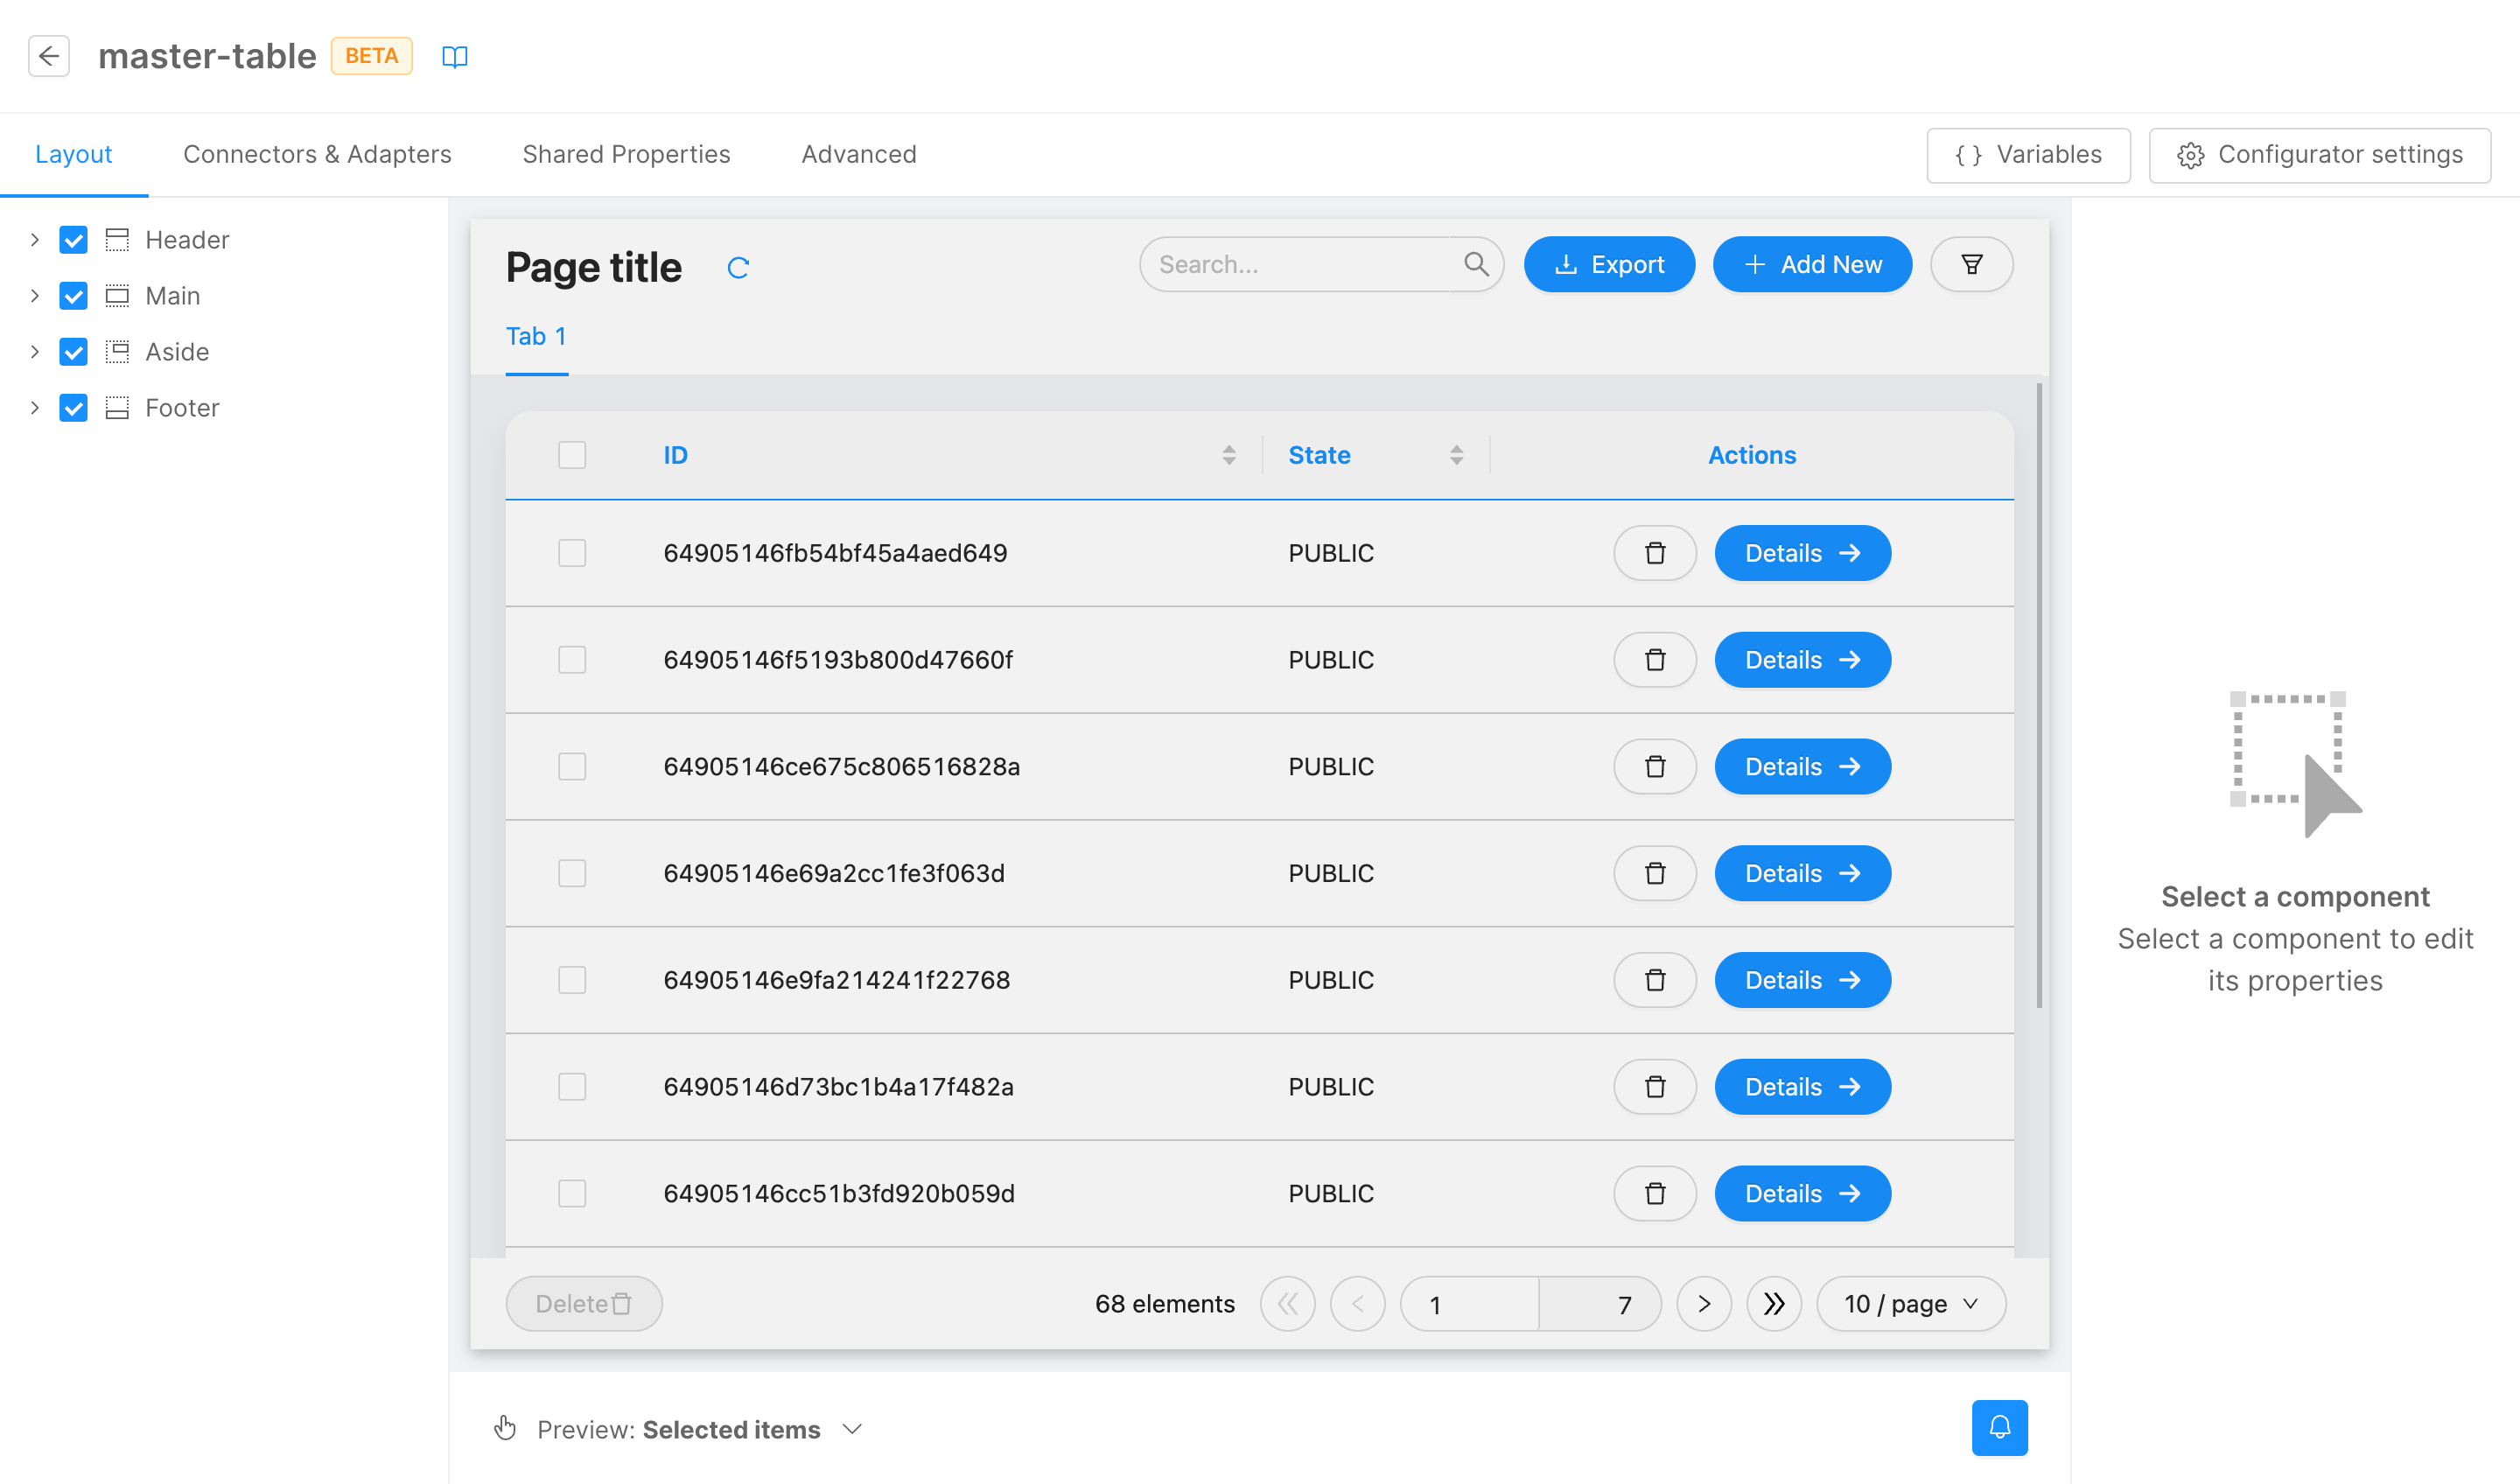 master-table BETA
Layout Connectors & Adapters Shared Properties Advanced { } Variables Configurator settings
Header
Main
Aside
Footer
Page title Search... Export Add New
Tab 1
ID State Actions
64905146fb54bf45a4aed649 PUBLIC Details
64905146f5193b800d47660f PUBLIC Details
64905146ce675c806516828a PUBLIC Details
64905146e69a2cc1fe3f063d PUBLIC Details
64905146e9fa214241f22768 PUBLIC Details
64905146d73bc1b4a17f482a PUBLIC Details
64905146cc51b3fd920b059d PUBLIC Details
Delete 68 elements 1 7 10 / page
Preview: Selected items
Select a component
Select a component to edit
its properties